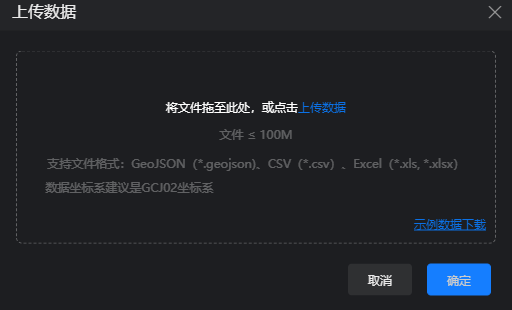 上传数据
将文件拖至此处，或点击上传数据
文件 ≤ 100M
支持文件格式：GeoJSON（*.geojson)、CSV（*.csv）、Excel（*.xls, *.xlsx）
数据坐标系建议是GCJ02坐标系
示例数据下载
取消
确定